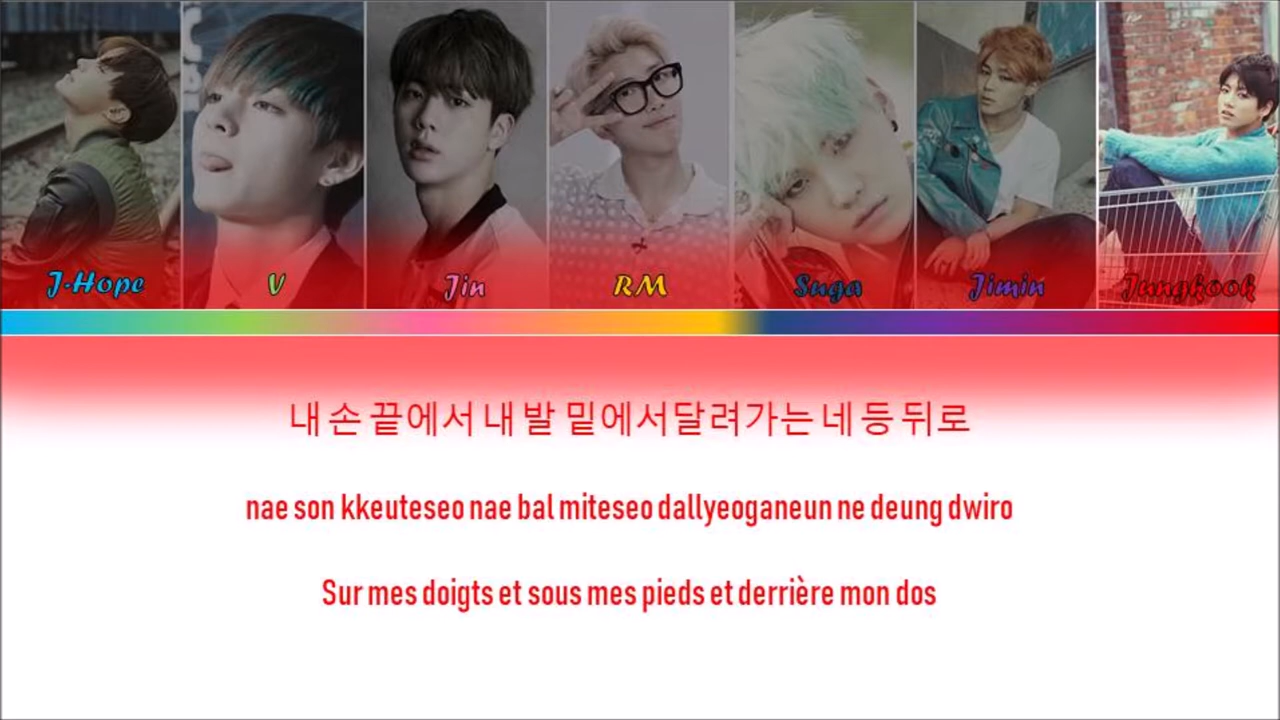 J-Hope V Jin RM Suga Jimin Jungkook
내 손 끝에서 내 발 밑에서달려가는 네 등 뒤로
nae son kkeuteseo nae bal miteseo dallyeoganeun ne deung dwiro
Sur mes doigts et sous mes pieds et derrière mon dos